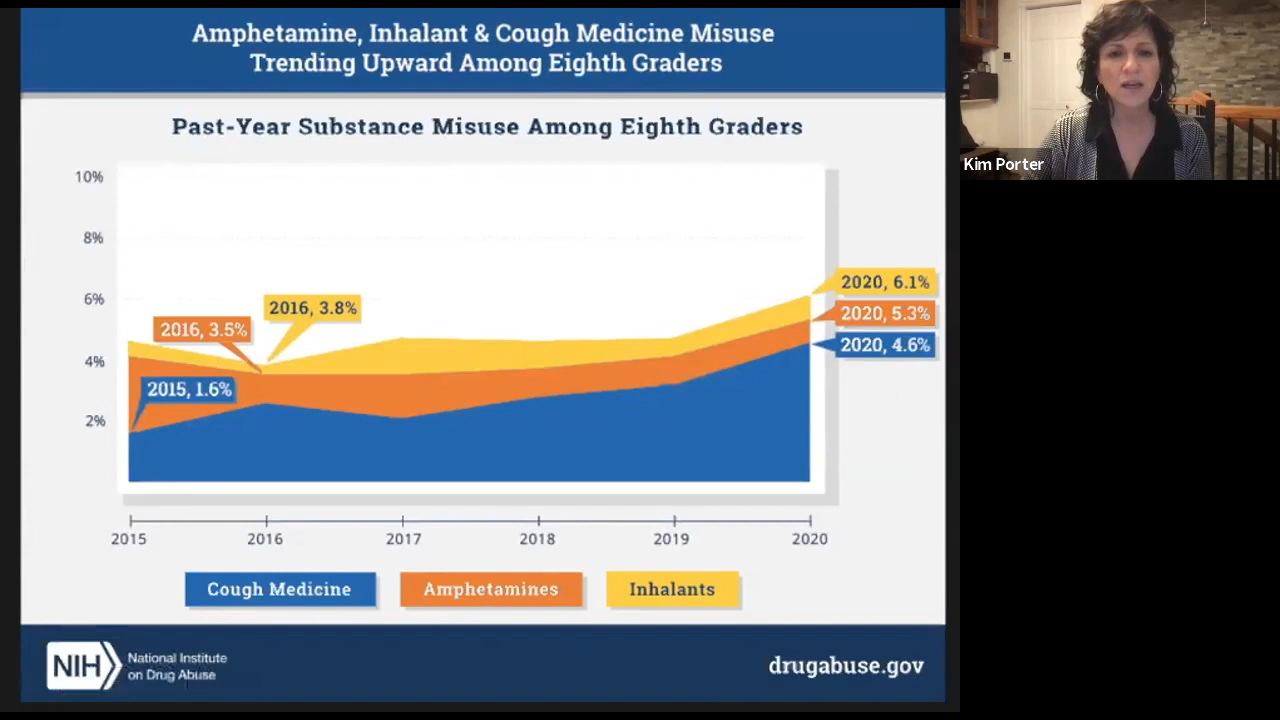 Amphetamine, Inhalant & Cough Medicine Misuse
Trending Upward Among Eighth Graders
Kim Porter
Past-Year Substance Misuse Among Eighth Graders
10%
8%
6%
4%
2%
2016, 3.8%
2016, 3.5%
2015, 1.6%
2020, 6.1%
2020, 5.3%
2020, 4.6%
2015 2016 2017 2018 2019 2020
Cough Medicine Amphetamines Inhalants
NIH
National Institute
on Drug Abuse
drugabuse.gov